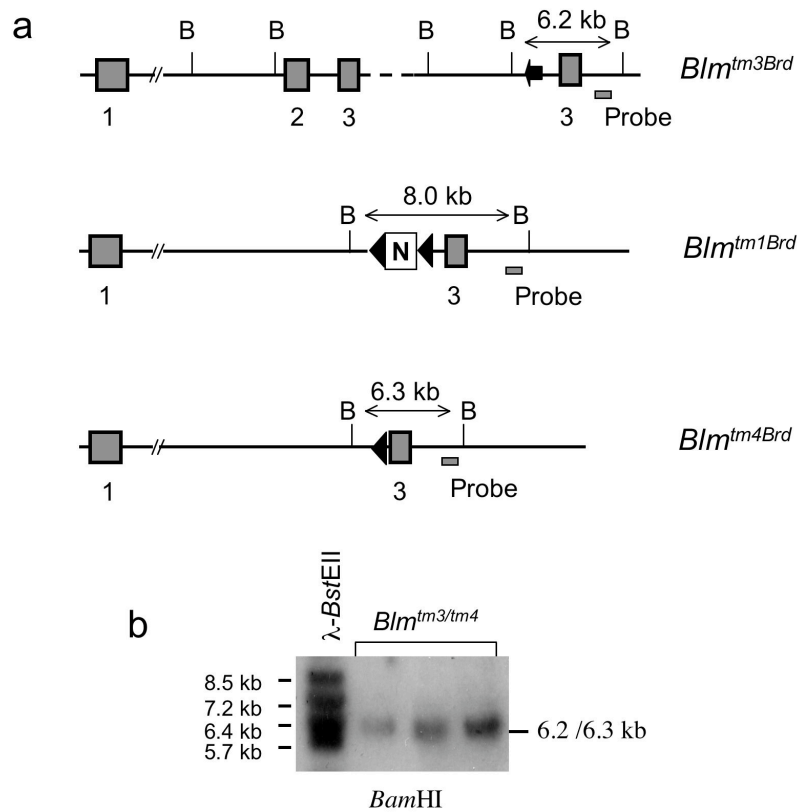 a
B B B B 6.2 kb B
Blm^tm3Brd
1 2 3 3 Probe
B 8.0 kb B
N
Blm^tm1Brd
1 3 Probe
B 6.3 kb B
Blm^tm4Brd
1 3 Probe
b
λ-BstEII
Blm^tm3/tm4
8.5 kb
7.2 kb
6.4 kb
5.7 kb
6.2 /6.3 kb
BamHI